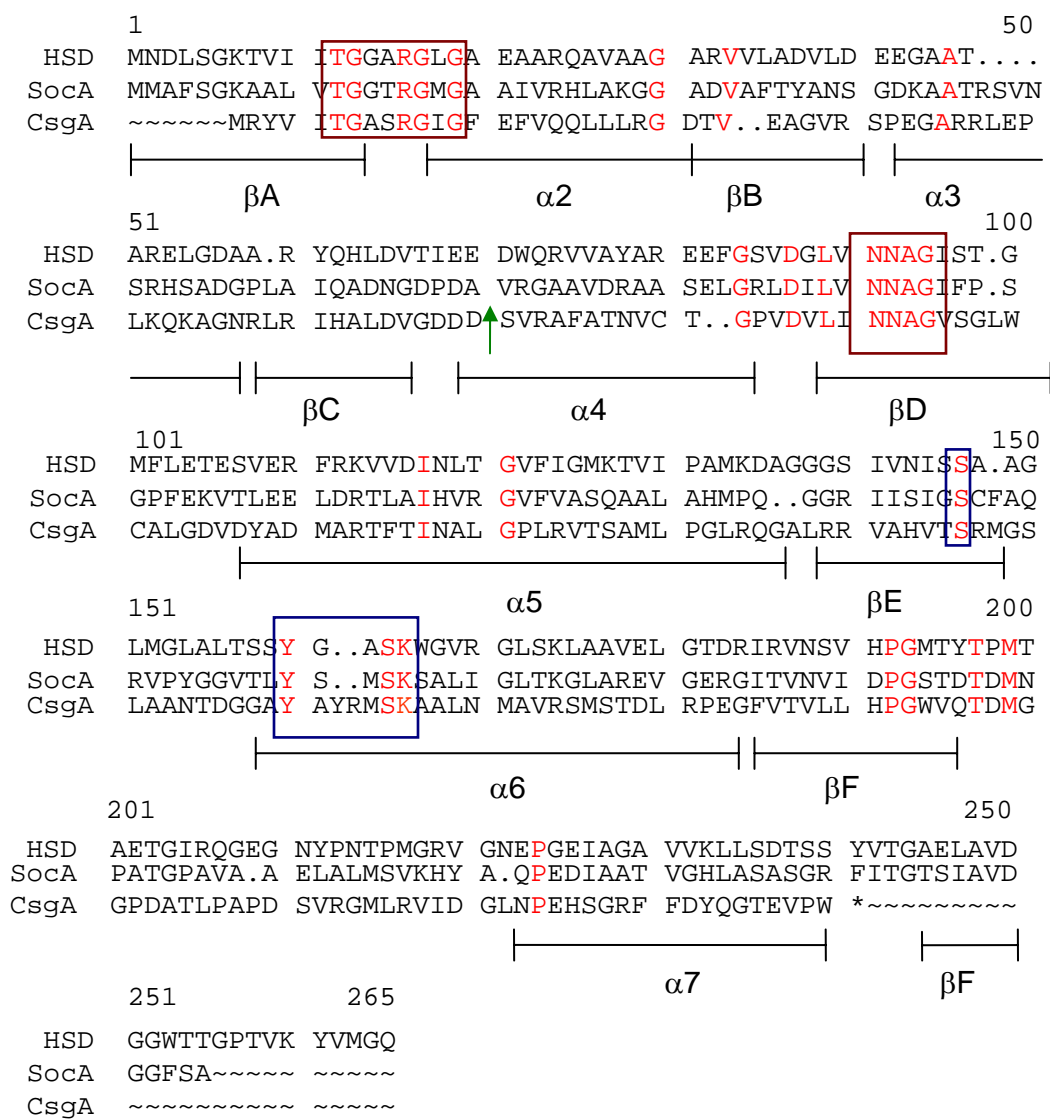 1 50
HSD MNDLSGKTVI ITGGARGLGA EAARQAVAAG ARVVLADVLD EEGAAT....
SocA MMAFSGKAAL VTGGTRGMGA AIVRHLAKGG ADVAFTYANS GDKAATRSVN
CsgA ~~~~~~MRYV ITGASRGIGF EFVQQLLLRG DTV..EAGVR SPEGARRLEP
βA α2 βB α3
51 100
HSD ARELGDAA.R YQHLDVTIEE DWQRVVAYAR EEFGSVDGLV NNAGIST.G
SocA SRHSADGPLA IQADNGDPDA VRGAAVDRAA SELGRLDILV NNAGIFP.S
CsgA LKQKAGNRLR IHALDVGDDD SVRAFATNVC T..GPVDVLI NNAGVSGLW
βC α4 βD
101 150
HSD MFLETESVER FRKVVDINLT GVFIGMKTVI PAMKDAGGGS IVNISSA.AG
SocA GPFEKVTLEE LDRTLAIHVR GVFVASQAAL AHMPQ..GGR IISIGSCFAQ
CsgA CALGDVDYAD MARTFTINAL GPLRVTSAML PGLRQGALRR VAHVTSRMGS
α5 βE
151 200
HSD LMGLALTSSY G..ASKWGVR GLSKLAAVEL GTDRIRVNSV HPGMTYTPMT
SocA RVPYGGVTLY S..MSKSALI GLTKGLAREV GERGITVNVI DPGSTDTDMN
CsgA LAANTDGGAY AYRMSKAALN MAVRSMSTDL RPEGFVTVLL HPGWVQTDMG
α6 βF
201 250
HSD AETGIRQGEG NYPNTPMGRV GNEPGEIAGA VVKLLSDTSS YVTGAELAVD
SocA PATGPAVA.A ELALMSVKHY A.QPEDIAAT VGHLASASGR FITGTSIAVD
CsgA GPDATLPAPD SVRGMLRVID GLNPEHSGRF FDYQGTEVPW *~~~~~~~~~
α7 βF
251 265
HSD GGWTTGPTVK YVMGQ
SocA GGFSA~~~~~ ~~~~~
CsgA ~~~~~~~~~~ ~~~~~